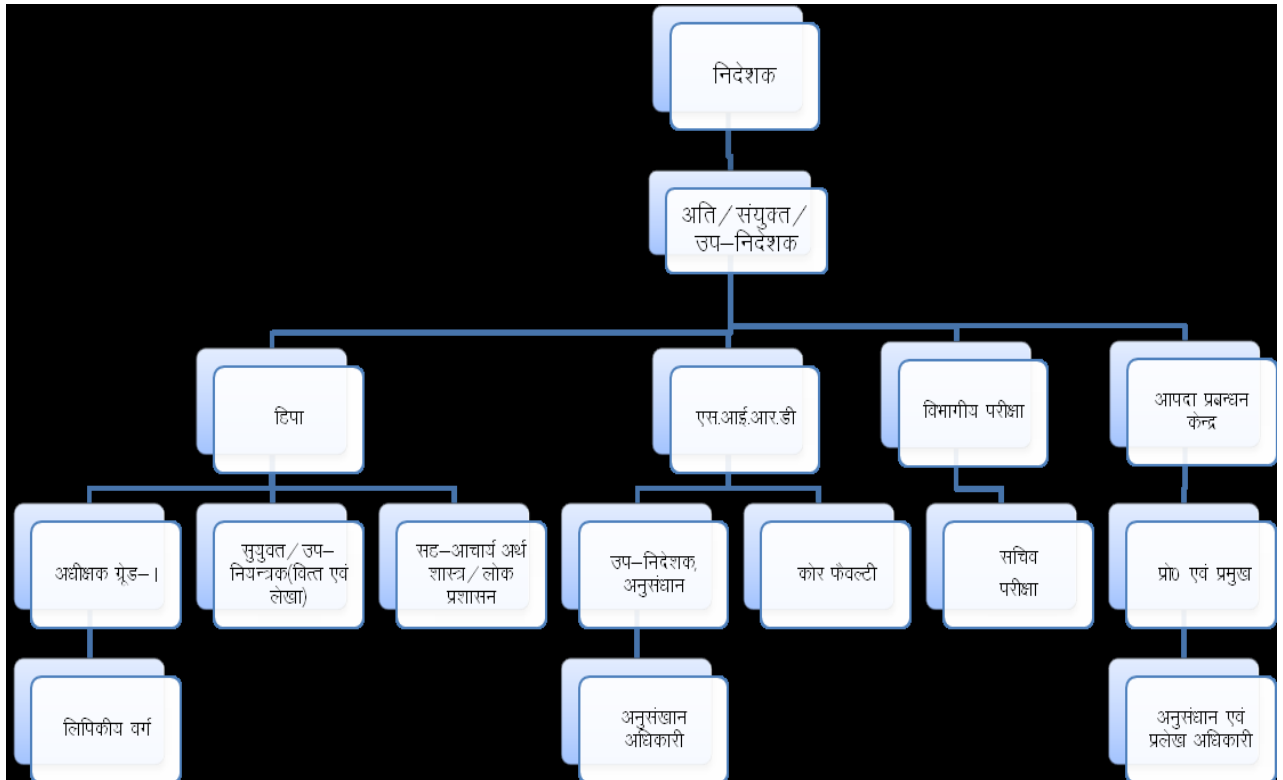 निदेशक
अति/संयुक्त/
उप–निदेशक
हिपा
एस.आई.आर.डी
विभागीय परीक्षा
आपदा प्रबन्धन
केन्द्र
अधीक्षक ग्रेड–।
सुयुक्त/उप–
नियन्त्रक(वित्त एवं
लेखा)
सह–आचार्य अर्थ
शास्त्र/लोक
प्रशासन
उप–निदेशक,
अनुसंधान
कोर फैक्ल्टी
सचिव
परीक्षा
प्रो0 एवं प्रमुख
लिपिकीय वर्ग
अनुसंखान
अधिकारी
अनुसंधान एवं
प्रलेख अधिकारी